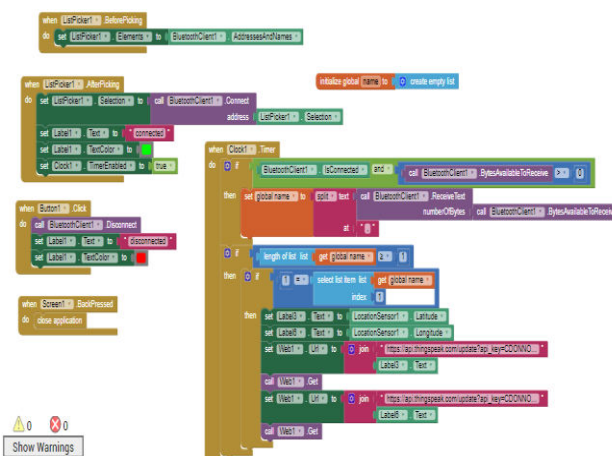 when ListPicker1 .BeforePicking
do set ListPicker1 . Elements to BluetoothClient1 . AddressesAndNames
initialize global name to create empty list
when ListPicker1 .AfterPicking
do set ListPicker1 . Selection to call BluetoothClient1 .Connect
address ListPicker1 . Selection
set Label1 . Text to " connected "
set Label1 . TextColor to
set Clock1 . TimerEnabled to true
when Button1 .Click
do call BluetoothClient1 .Disconnect
set Label1 . Text to " disconnected "
set Label1 . TextColor to
when Screen1 .BackPressed
do close application
when Clock1 .Timer
do if BluetoothClient1 . IsConnected and call BluetoothClient1 .BytesAvailableToReceive > 0
then set global name to split text call BluetoothClient1 .ReceiveText
numberOfBytes call BluetoothClient1 .BytesAvailableToReceive
at
if length of list list get global name ≥ 1
then if 1 = select list item list get global name
index 1
then set Label3 . Text to LocationSensor1 . Latitude
set Label5 . Text to LocationSensor1 . Longitude
set Web1 . Url to join " https://api.thingspeak.com/update?api_key=CDONNO... "
Label3 . Text
call Web1 .Get
set Web1 . Url to join " https://api.thingspeak.com/update?api_key=CDONNO... "
Label5 . Text
call Web1 .Get
0 0
Show Warnings